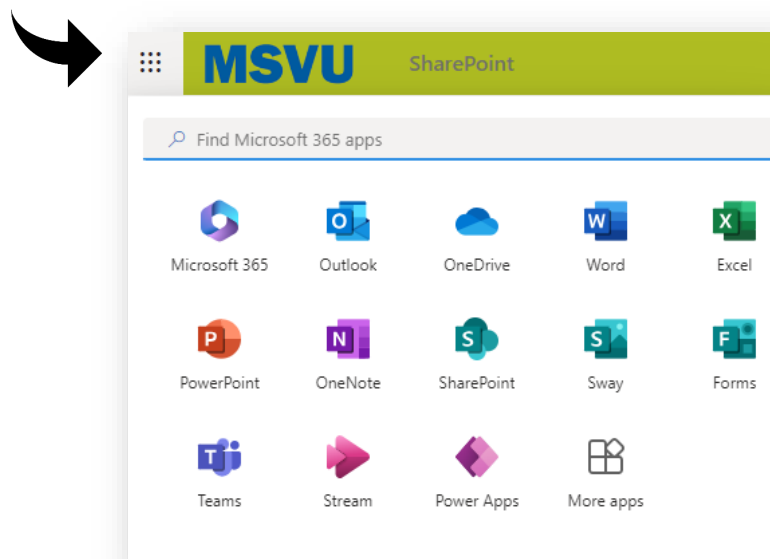 MSVU SharePoint
Find Microsoft 365 apps
Microsoft 365 Outlook OneDrive Word Excel
PowerPoint OneNote SharePoint Sway Forms
Teams Stream Power Apps More apps